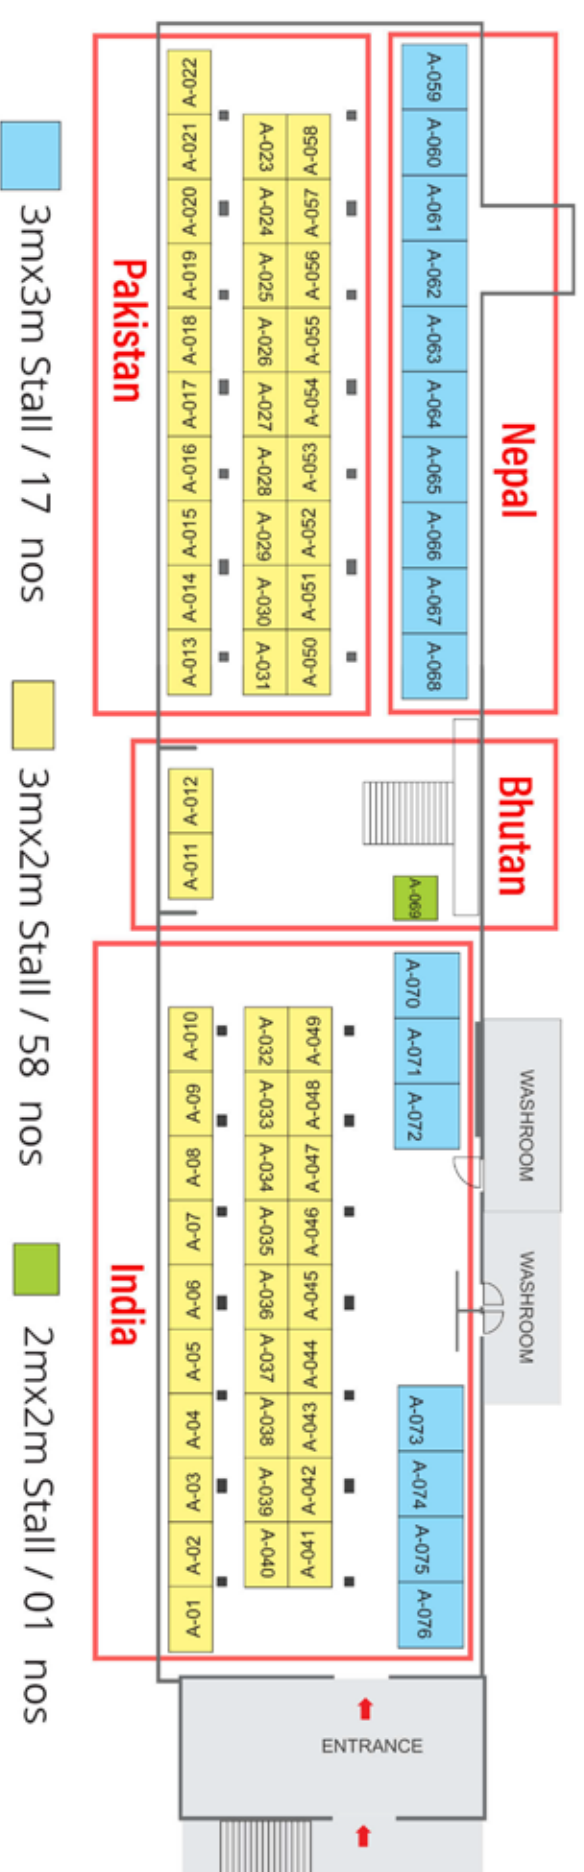 Nepal
A-059
A-060
A-061
A-062
A-063
A-064
A-065
A-066
A-067
A-068
Pakistan
A-058
A-057
A-056
A-055
A-054
A-053
A-052
A-051
A-050
A-023
A-024
A-025
A-026
A-027
A-028
A-029
A-030
A-031
A-022
A-021
A-020
A-019
A-018
A-017
A-016
A-015
A-014
A-013
Bhutan
A-069
A-012
A-011
WASHROOM
WASHROOM
A-070
A-071
A-072
A-073
A-074
A-075
A-076
A-049
A-048
A-047
A-046
A-045
A-044
A-043
A-042
A-041
A-032
A-033
A-034
A-035
A-036
A-037
A-038
A-039
A-040
A-010
A-09
A-08
A-07
A-06
A-05
A-04
A-03
A-02
A-01
India
ENTRANCE
3mx3m Stall / 17 nos
3mx2m Stall / 58 nos
2mx2m Stall / 01 nos